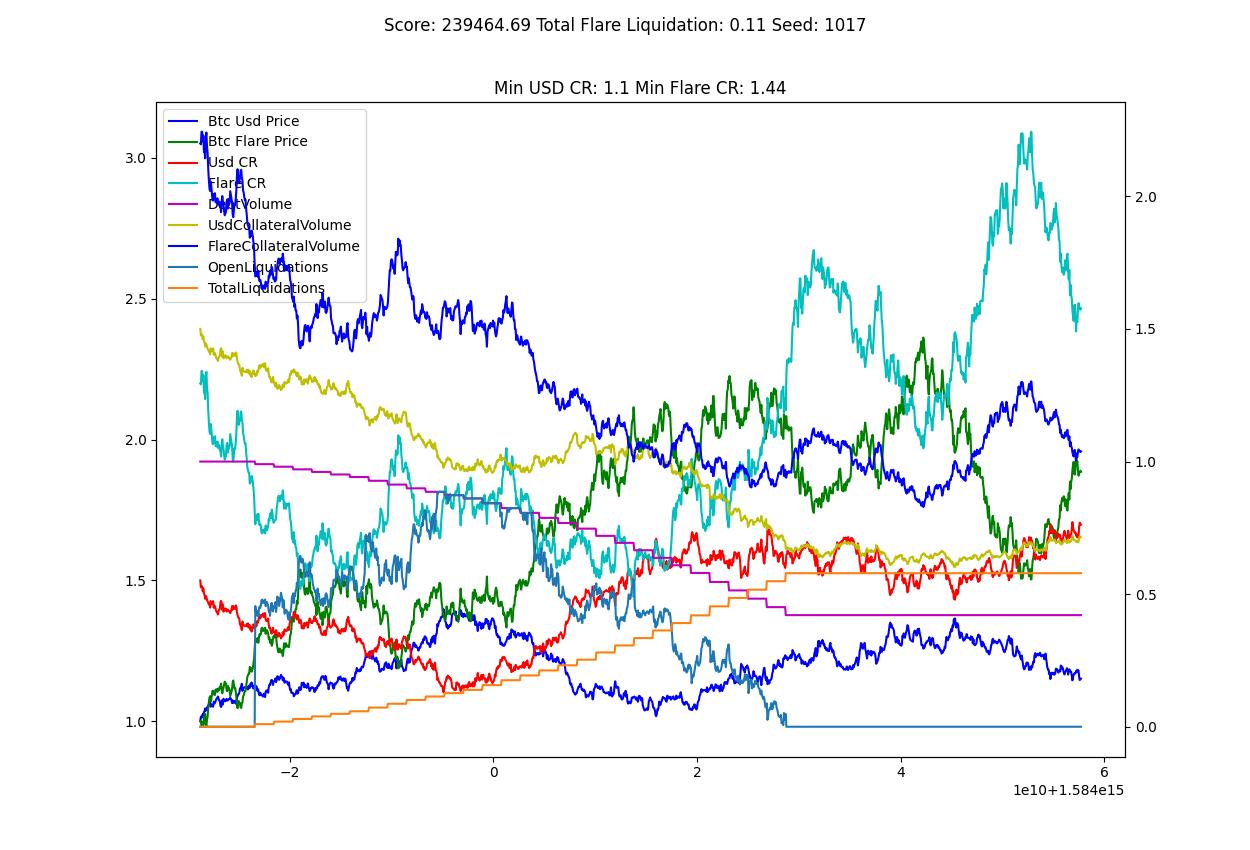 Score: 239464.69 Total Flare Liquidation: 0.11 Seed: 1017
Min USD CR: 1.1 Min Flare CR: 1.44
Btc Usd Price
Btc Flare Price
Usd CR
Flare CR
DebtVolume
UsdCollateralVolume
FlareCollateralVolume
OpenLiquidations
TotalLiquidations
3.0
2.5
2.0
1.5
1.0
2.0
1.5
1.0
0.5
0.0
−2 0 2 4 6
1e10+1.584e15